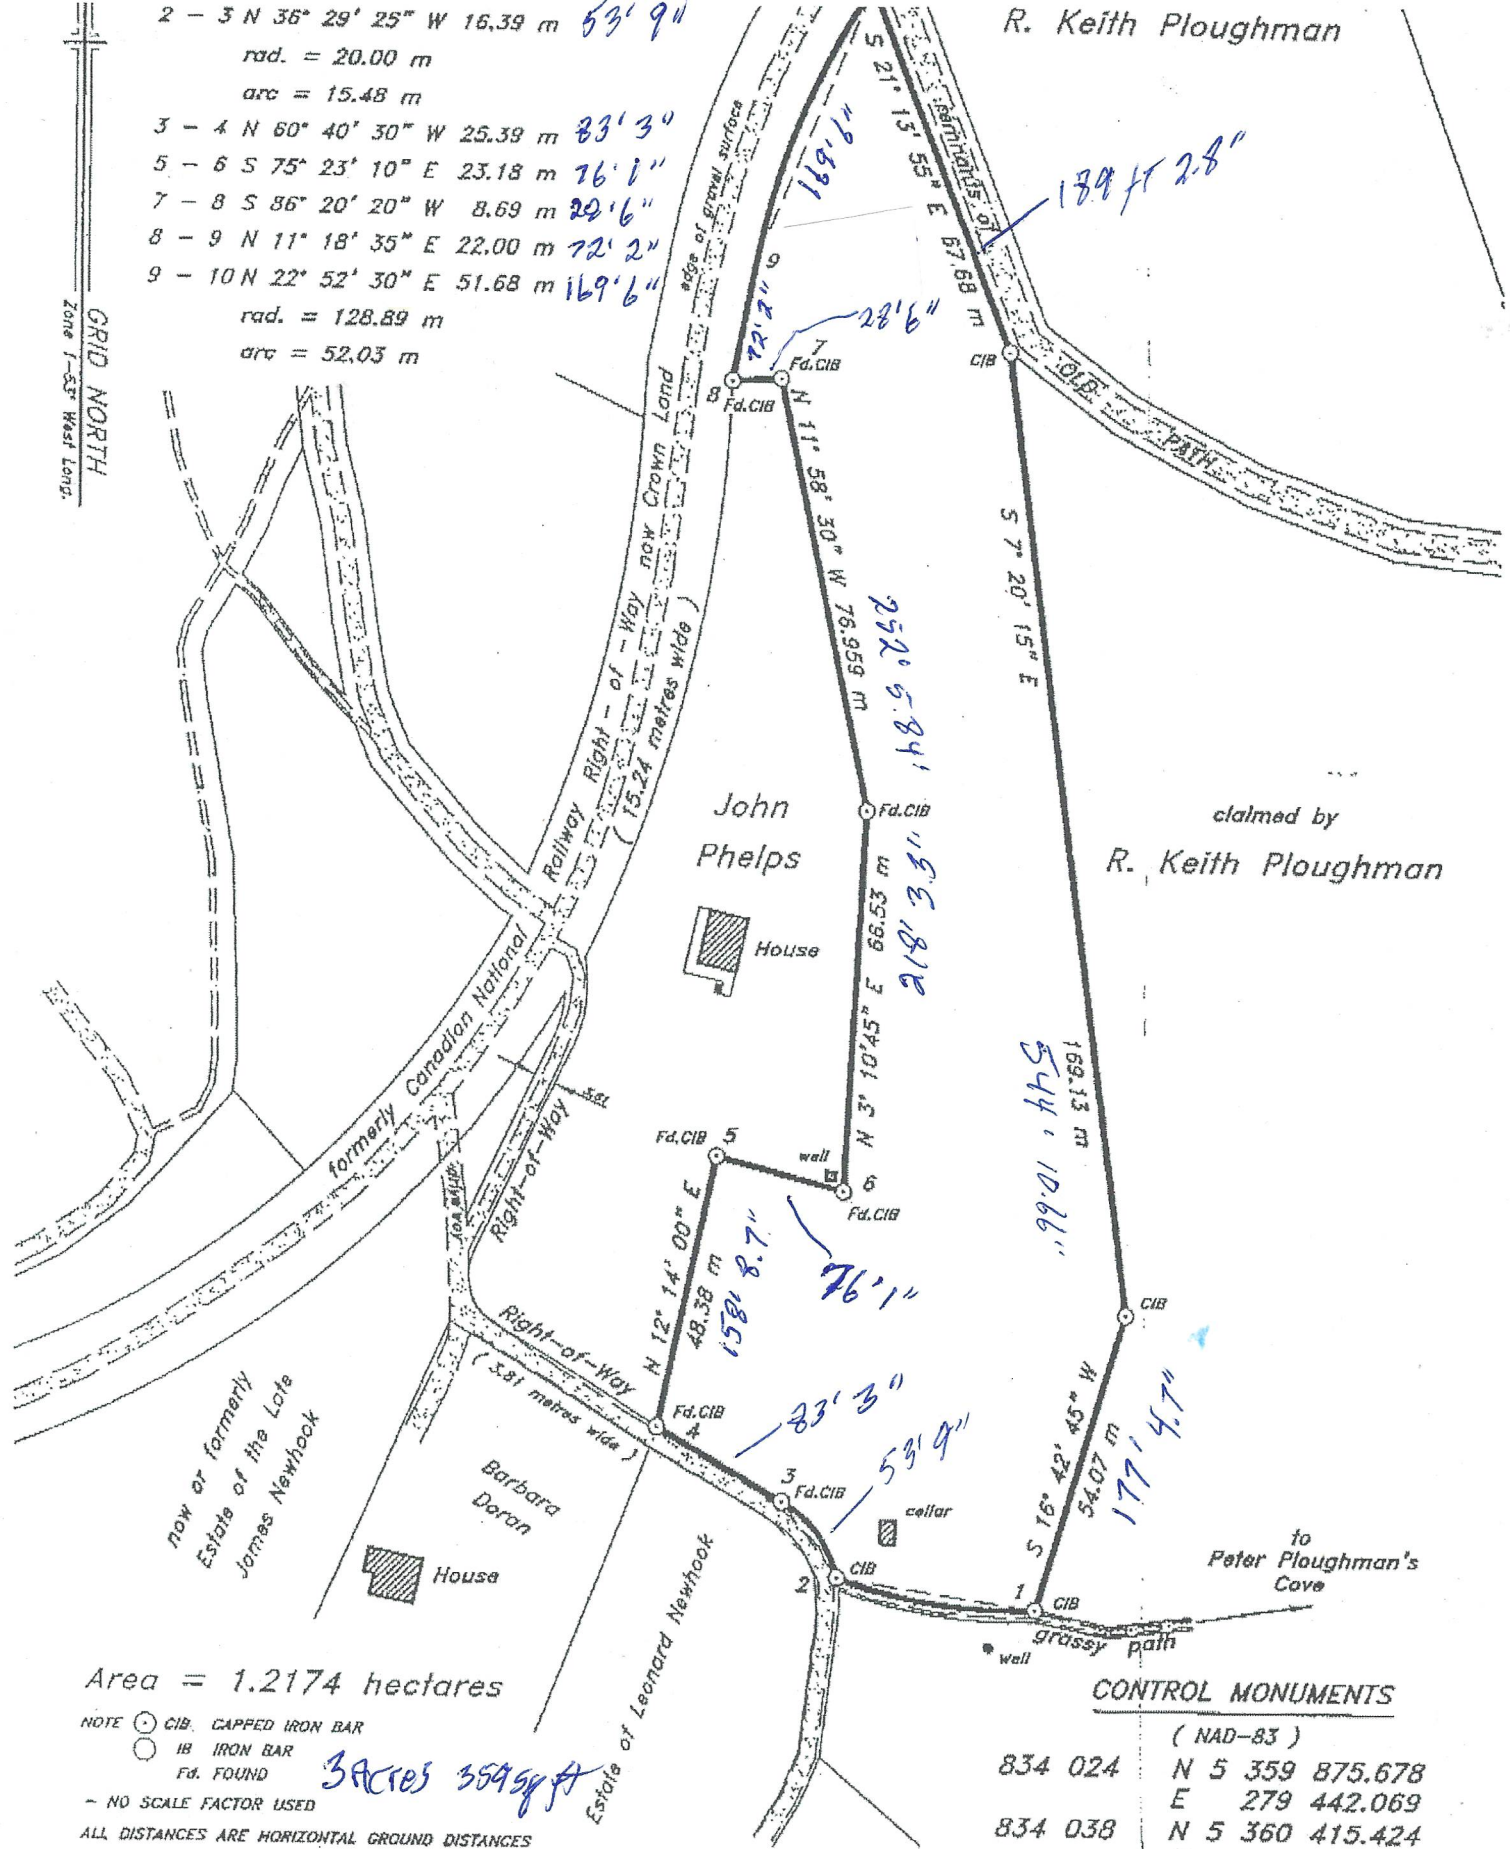 2 - 3 N 36° 29' 25" W 16.39 m 53' 9"
rad. = 20.00 m
arc = 15.48 m
3 - 4 N 60° 40' 30" W 25.39 m 83' 3"
5 - 6 S 75° 23' 10" E 23.18 m 76' 1"
7 - 8 S 86° 20' 20" W 8.69 m 28' 6"
8 - 9 N 11° 18' 35" E 22.00 m 72' 2"
9 - 10 N 22° 52' 30" E 51.68 m 169' 6"
rad. = 128.89 m
arc = 52.03 m
GRID NORTH
Zone 1-53° West Long.
R. Keith Ploughman
S 21° 13' 55" E 57.68 m
remnants of
OLD PATH
189 ft 2.8"
169' 6"
edge of gravel surface
9
72' 2"
28' 6"
7
Fd.CIB
8
Fd.CIB
CIB
N 11° 58' 30" W 76.959 m
252' 5.84'
S 7° 20' 15" E
169.13 m
544' 10.66"
Railway Right - of - Way now Crown Land
( 15.24 metres wide )
formerly Canadian National
John
Phelps
House
Fd.CIB
claimed by
R. Keith Ploughman
N 3° 10'45" E 66.53 m
218' 3.3"
3.81
Right-of-Way
Fd.CIB 5
well
6
Fd.CIB
76' 1"
N 12° 14' 00" E
48.38 m
158' 8.7"
CIB
Right-of-Way
( 3.81 metres wide )
Fd.CIB
4
83' 3"
3
Fd.CIB
53' 9"
cellar
S 16° 42' 45" W
54.07 m
177' 4.7"
now or formerly
Estate of the Late
James Newhook
Barbara
Doran
House
2
CIB
1
CIB
to
Peter Ploughman's
Cove
grassy path
well
Estate of Leonard Newhook
Area = 1.2174 hectares
NOTE CIB. CAPPED IRON BAR
IB IRON BAR
Fd. FOUND
3 Acres 359 sq ft
- NO SCALE FACTOR USED
ALL DISTANCES ARE HORIZONTAL GROUND DISTANCES
CONTROL MONUMENTS
( NAD-83 )
834 024 N 5 359 875.678
E 279 442.069
834 038 N 5 360 415.424